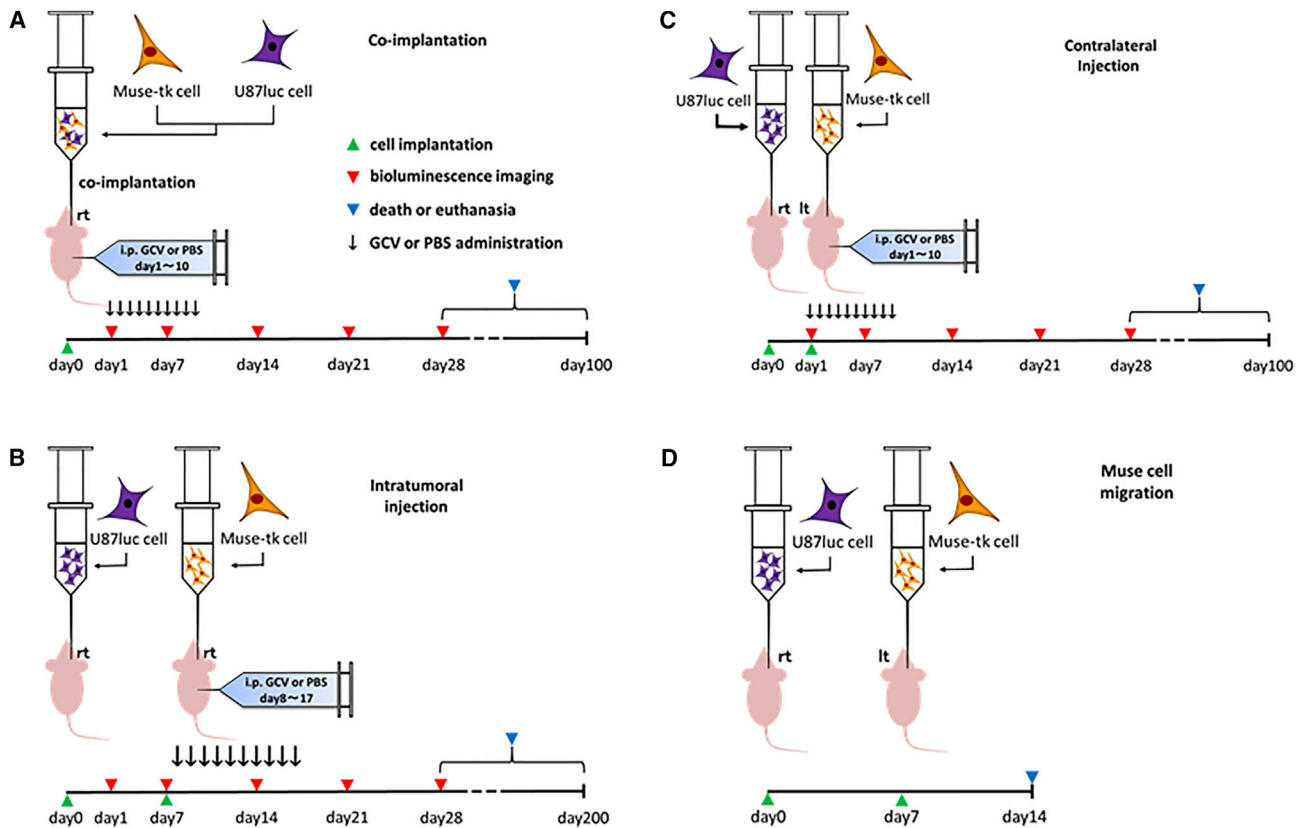 A
Co-implantation
Muse-tk cell
U87luc cell
cell implantation
bioluminescence imaging
death or euthanasia
GCV or PBS administration
co-implantation
rt
i.p. GCV or PBS
day1～10
day0 day1 day7 day14 day21 day28 day100
B
Intratumoral
injection
U87luc cell
Muse-tk cell
rt
rt
i.p. GCV or PBS
day8～17
day0 day1 day7 day14 day21 day28 day200
C
Contralateral
Injection
U87luc cell
Muse-tk cell
rt lt
i.p. GCV or PBS
day1～10
day0 day1 day7 day14 day21 day28 day100
D
Muse cell
migration
U87luc cell
Muse-tk cell
rt
lt
day0 day7 day14